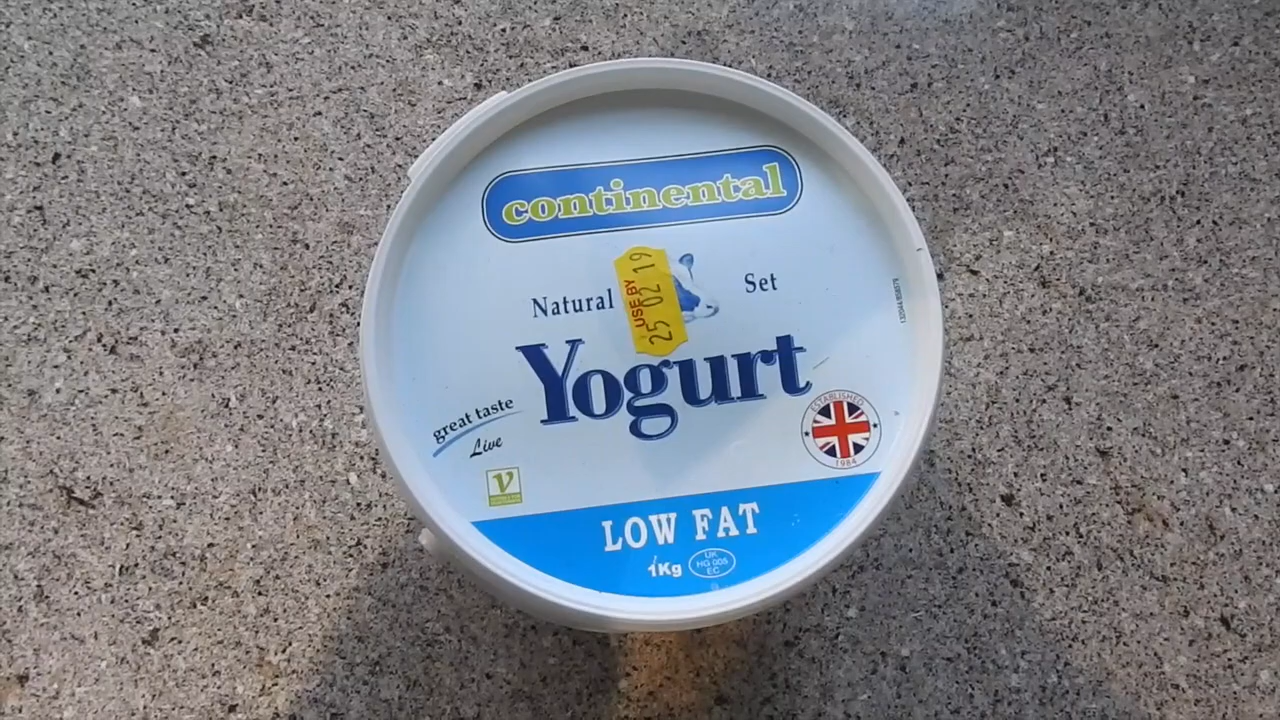 continental
Natural Set
USE BY
25 02 19
Yogurt
great taste
Live
V
ESTABLISHED
1984
LOW FAT
1Kg
UK
HG 005
EC